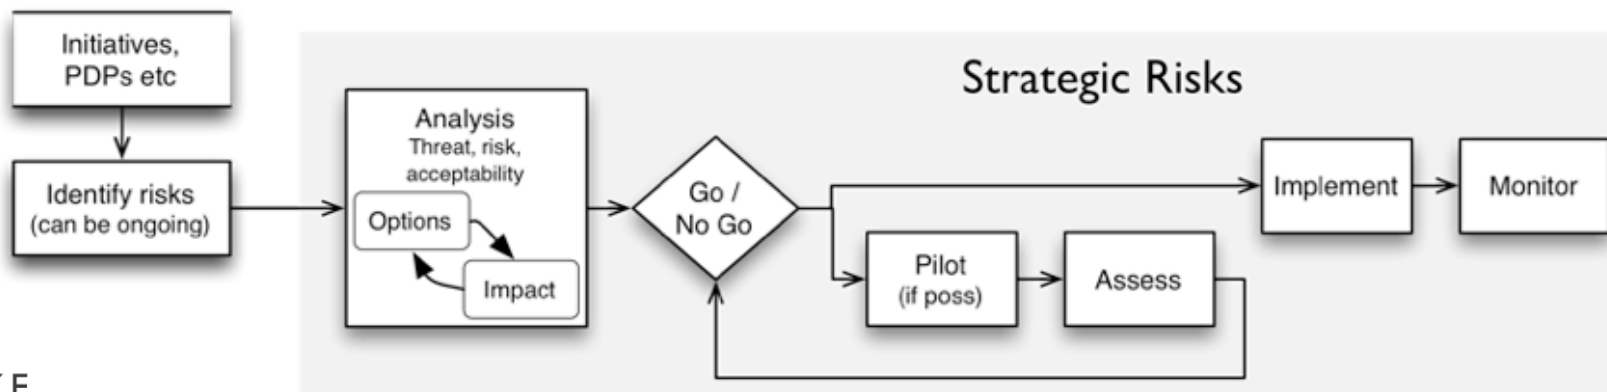 Initiatives,
PDPs etc
Identify risks
(can be ongoing)
Strategic Risks
Analysis
Threat, risk,
acceptability
Options
Impact
Go /
No Go
Pilot
(if poss)
Assess
Implement
Monitor